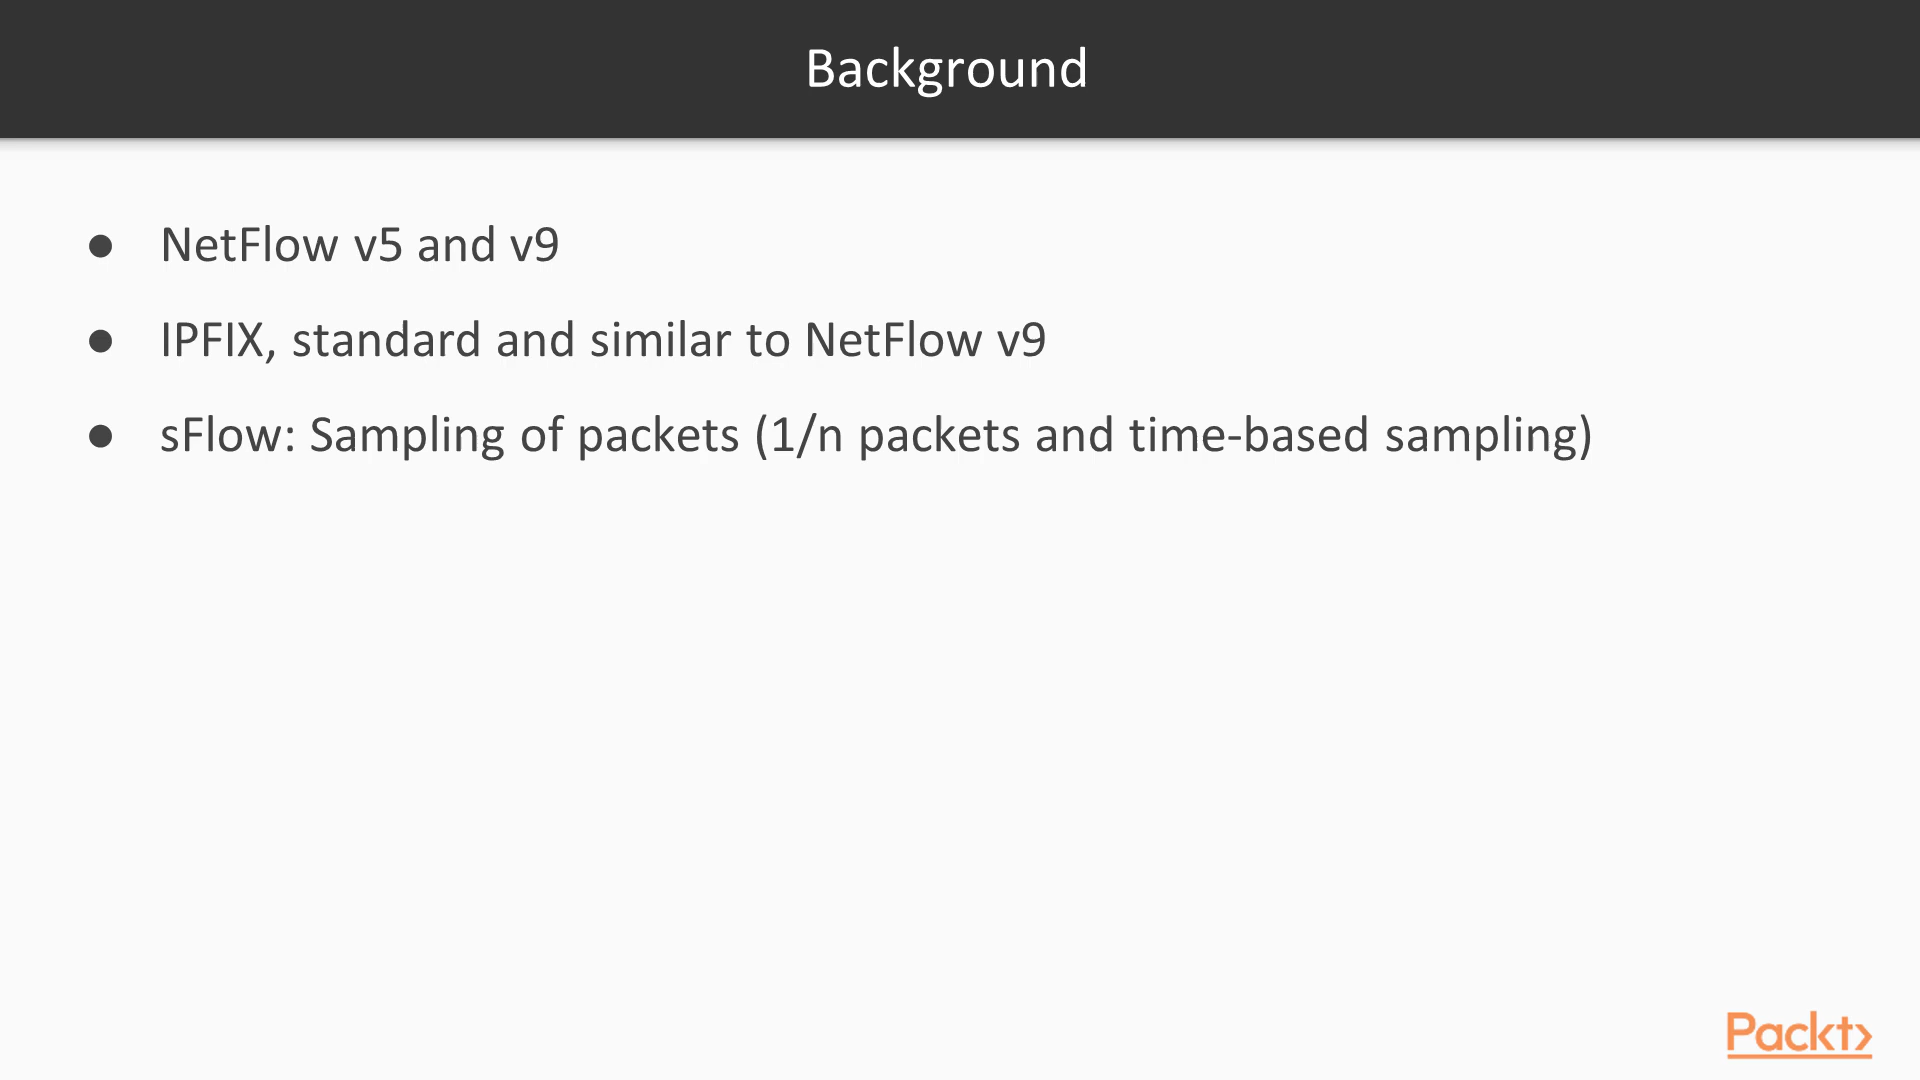 Background
● NetFlow v5 and v9
● IPFIX, standard and similar to NetFlow v9
● sFlow: Sampling of packets (1/n packets and time-based sampling)
Packt>